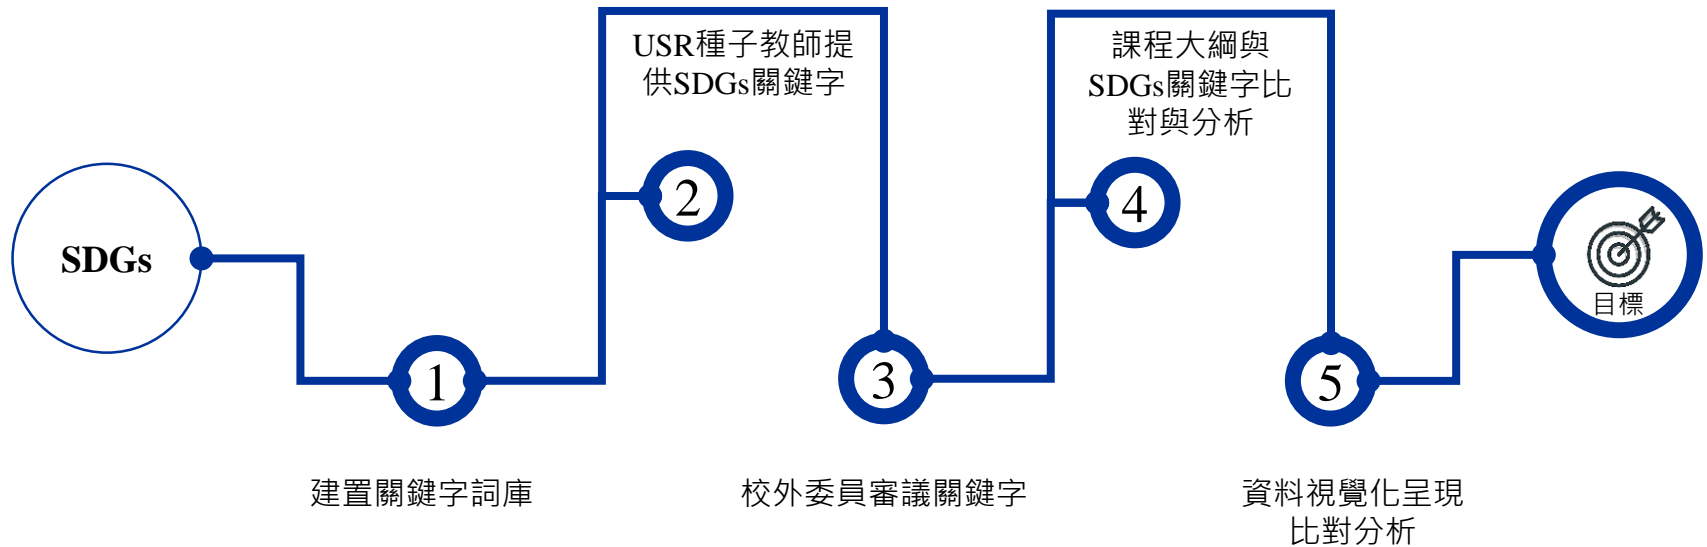 SDGs
1
建置關鍵字詞庫
USR種子教師提
供SDGs關鍵字
2
3
校外委員審議關鍵字
課程大綱與
SDGs關鍵字比
對與分析
4
5
資料視覺化呈現
比對分析
目標